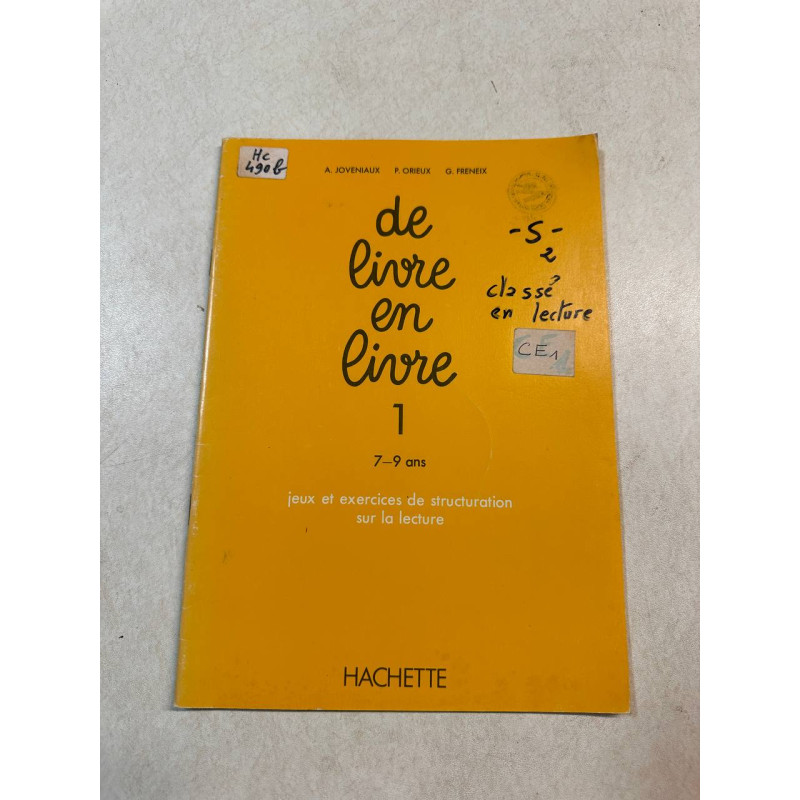 Hc
490b
A. JOVENIAUX P. ORIEUX G. FRENEIX
de
livre
en
livre
1
7–9 ans
jeux et exercices de structuration
sur la lecture
HACHETTE
-S-
2
classé
en lecture
CE1